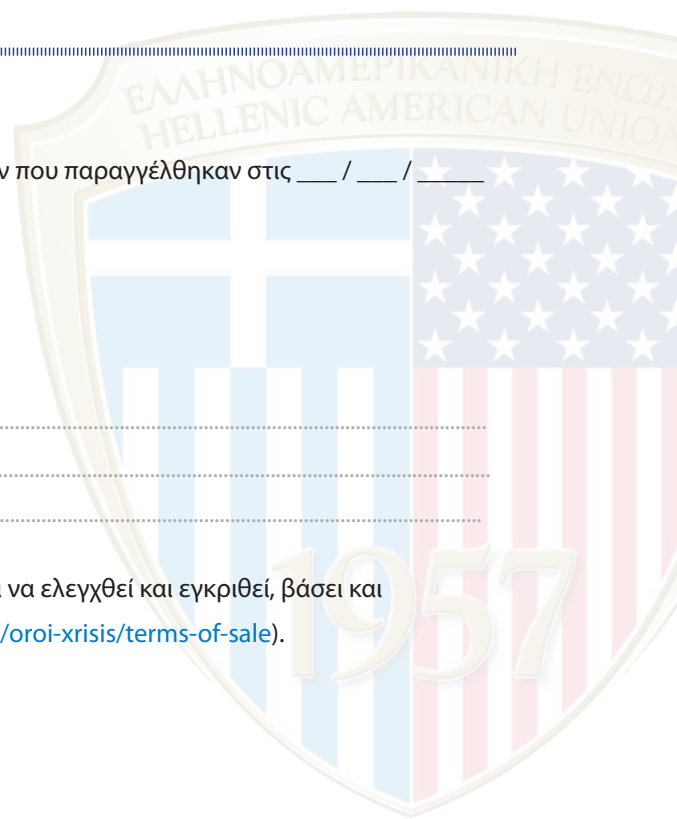 ΕΛΛΗΝΟΑΜΕΡΙΚΑΝΙΚΗ ΕΝΩΣ
HELLENIC AMERICAN UNION
ν που παραγγέλθηκαν στις ___ / ___ / _____
ι να ελεγχθεί και εγκριθεί, βάσει και
/oroi-xrisis/terms-of-sale).
1957